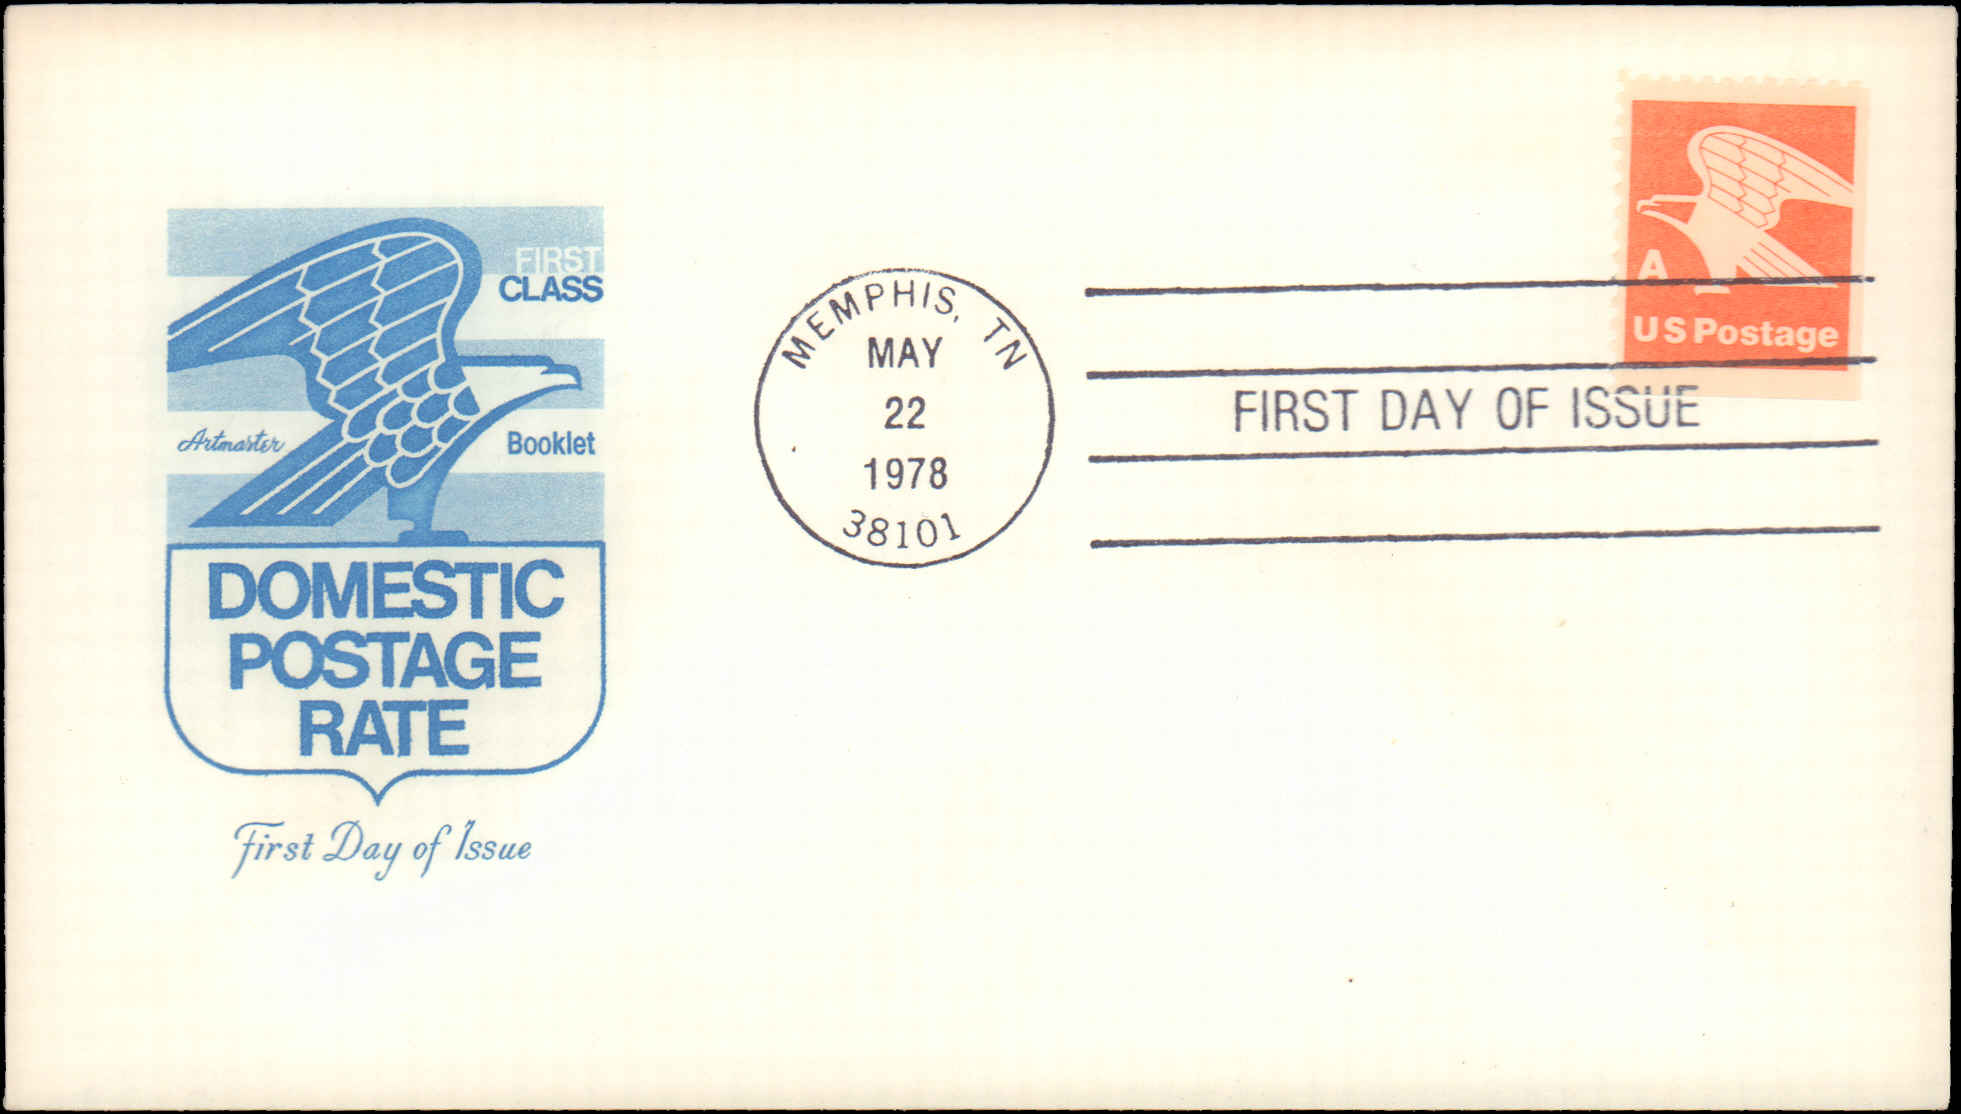 FIRST
CLASS
Artmaster
Booklet
DOMESTIC
POSTAGE
RATE
First Day of Issue
MEMPHIS, TN
MAY
22
1978
38101
FIRST DAY OF ISSUE
A
US Postage